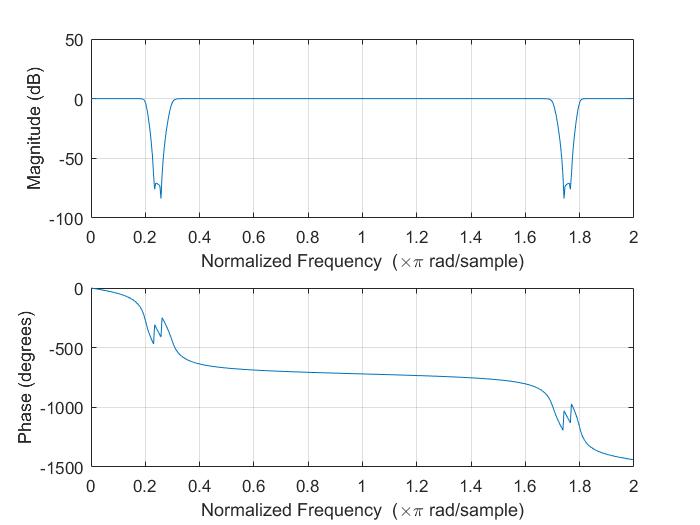 50
0
-50
-100
Magnitude (dB)
0 0.2 0.4 0.6 0.8 1 1.2 1.4 1.6 1.8 2
Normalized Frequency (×π rad/sample)
0
-500
-1000
-1500
Phase (degrees)
0 0.2 0.4 0.6 0.8 1 1.2 1.4 1.6 1.8 2
Normalized Frequency (×π rad/sample)